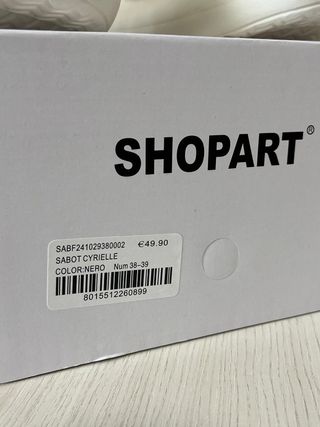 SHOPART®
SABF241029380002 €49.90
SABOT CYRIELLE
COLOR:NERO Num 38-39
8015512260899